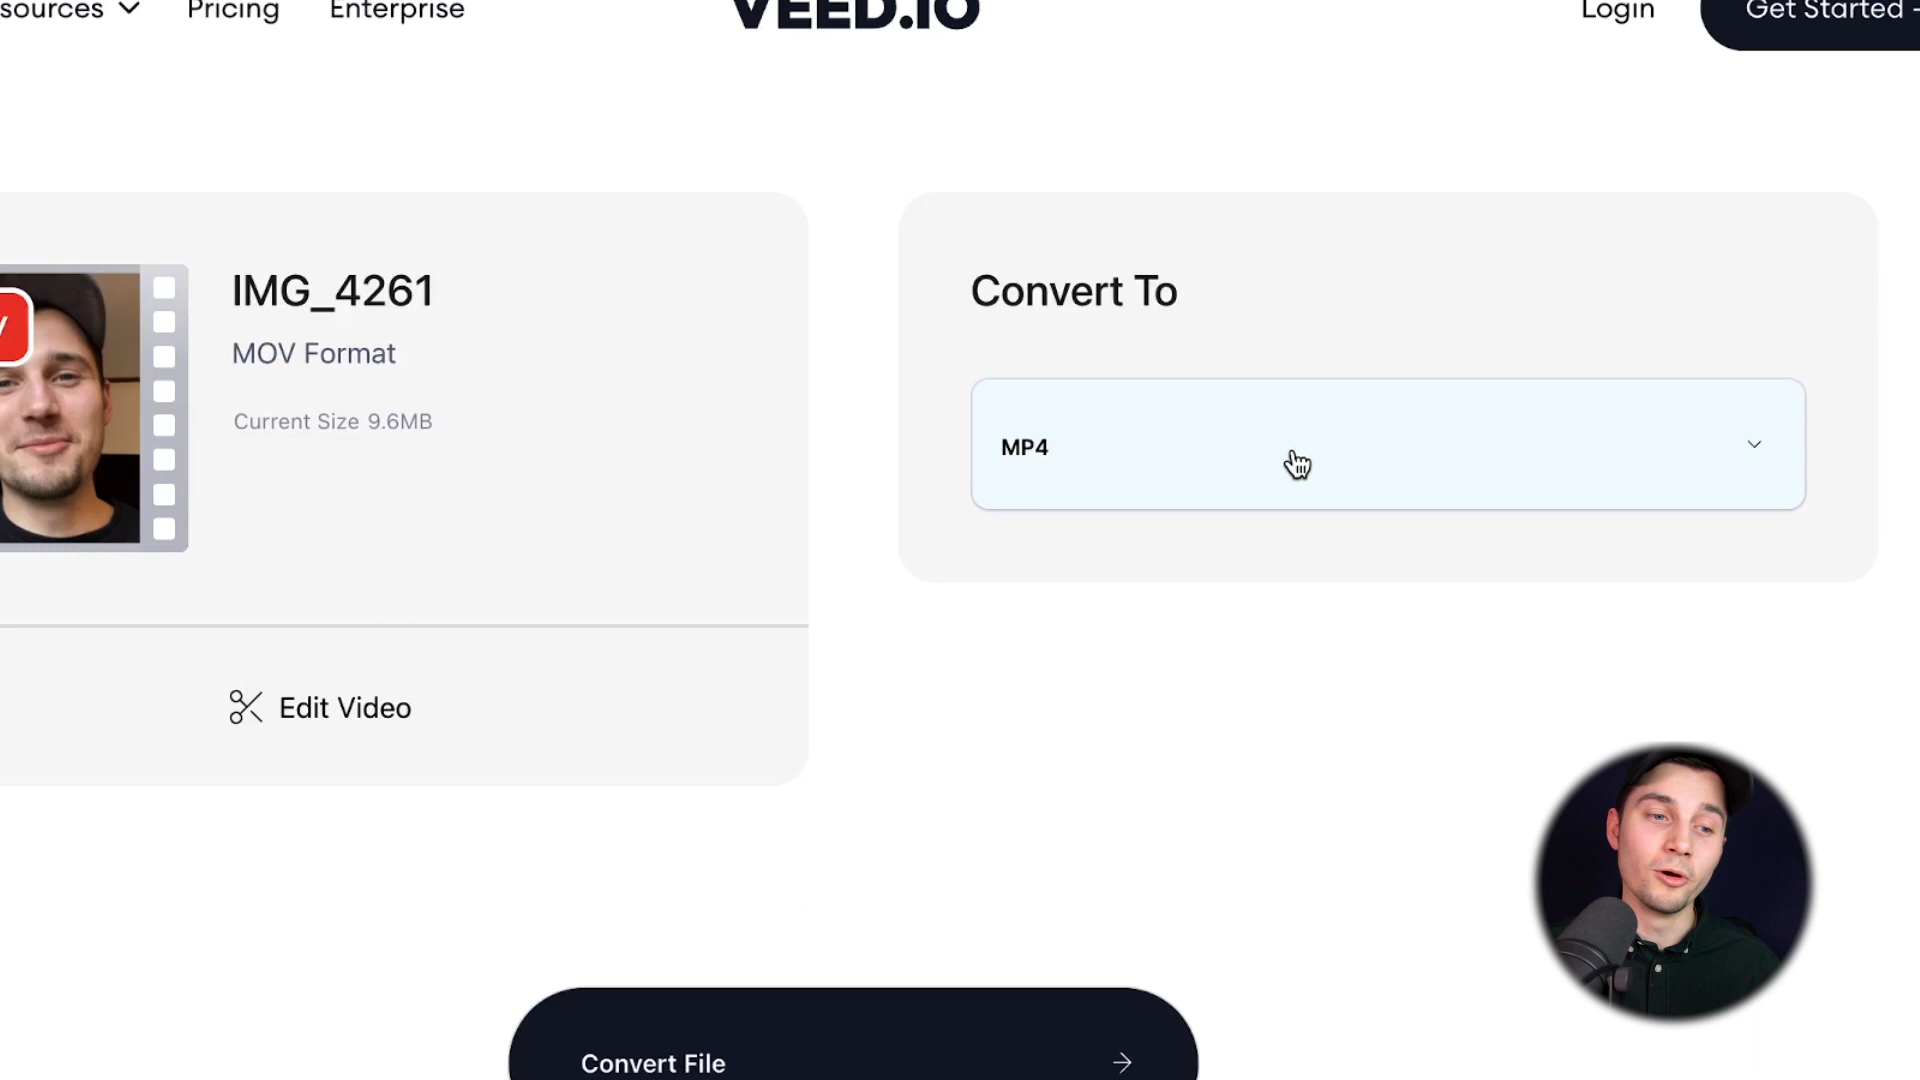 sources
Pricing
Enterprise
VEED.IO
Login
Get Started
IMG_4261
MOV Format
Current Size 9.6MB
Edit Video
Convert To
MP4
Convert File